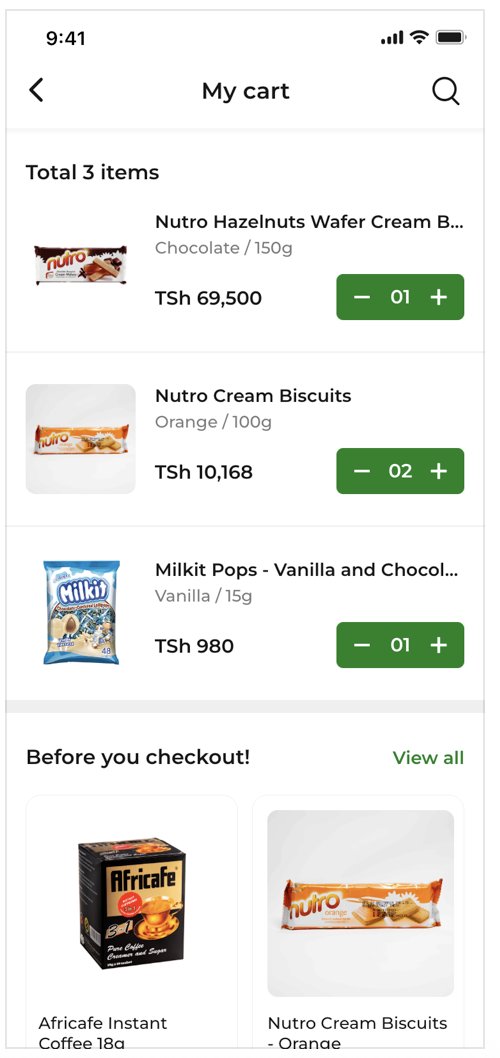 9:41
My cart
Total 3 items
Nutro Hazelnuts Wafer Cream B...
nutro
Chocolate / 150g
TSh 69,500
01
Nutro Cream Biscuits
Orange / 100g
nutro
TSh 10,168
02
Milkit Pops - Vanilla and Chocol...
Milkit
Vanilla / 15g
48
TSh 980
01
Before you checkout!
View all
Africafe
Pure Coffee
Creamer and Sugar
nutro
orange
Africafe Instant
Coffee 18g
Nutro Cream Biscuits
- Orange